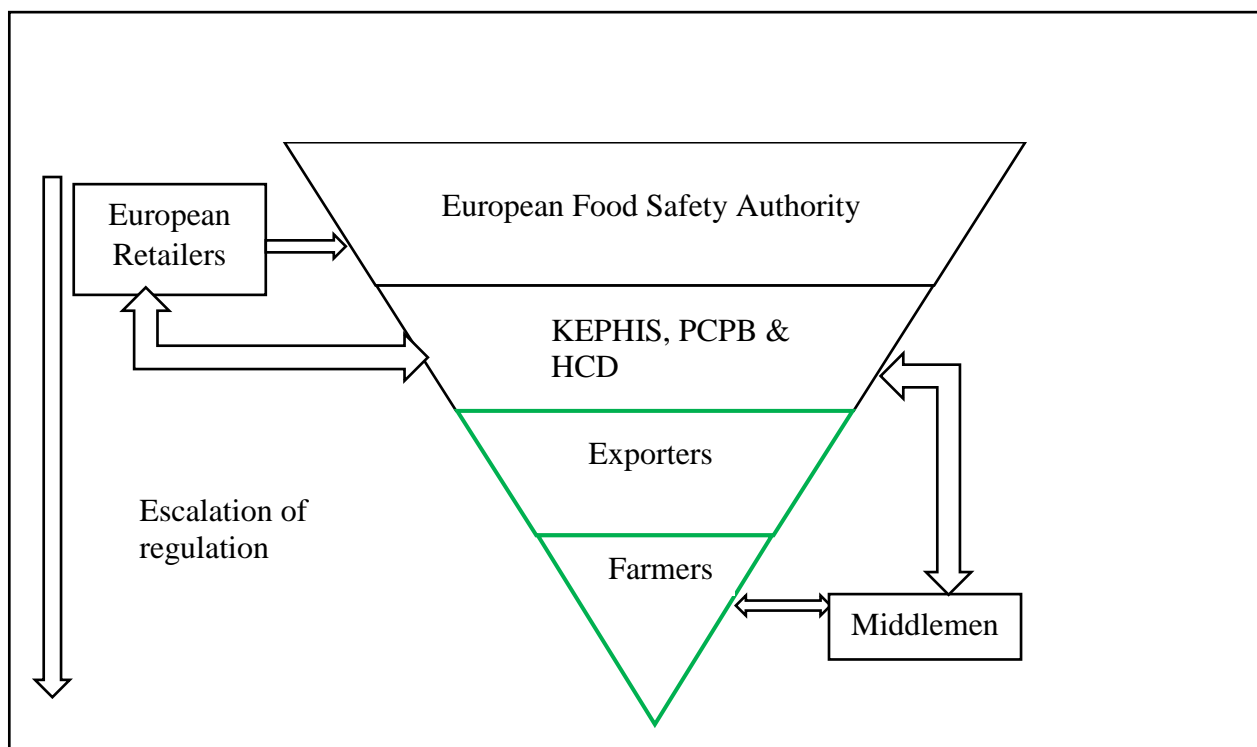 European Food Safety Authority
European
Retailers
KEPHIS, PCPB &
HCD
Exporters
Escalation of
regulation
Farmers
Middlemen